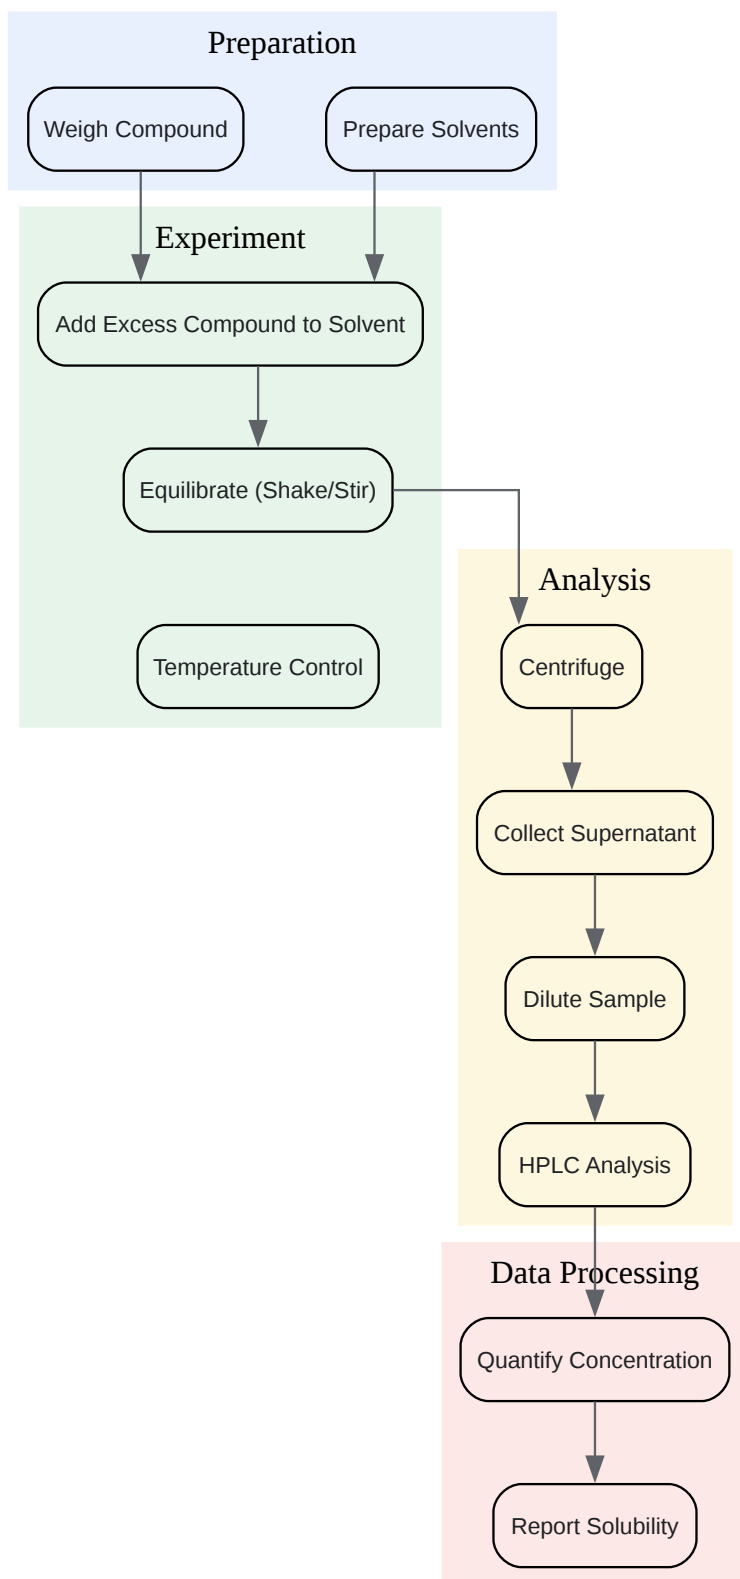 Preparation
Weigh Compound
Prepare Solvents
Experiment
Add Excess Compound to Solvent
Equilibrate (Shake/Stir)
Temperature Control
Analysis
Centrifuge
Collect Supernatant
Dilute Sample
HPLC Analysis
Data Processing
Quantify Concentration
Report Solubility